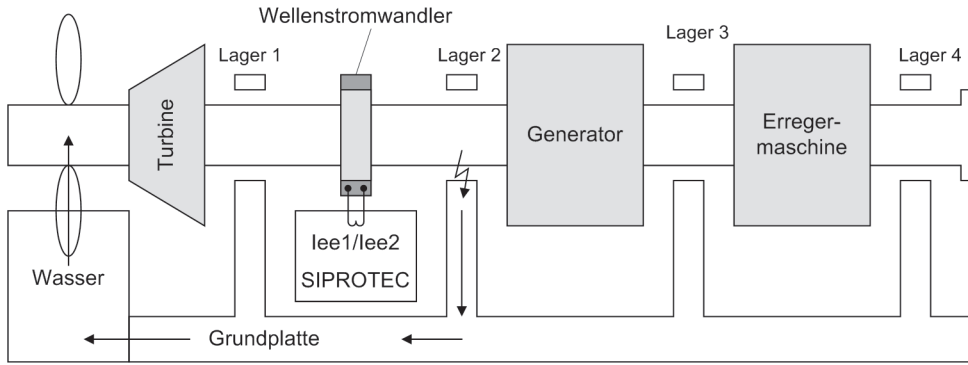 Wellenstromwandler
Lager 1
Lager 2
Lager 3
Lager 4
Turbine
Generator
Erreger-
maschine
Iee1/Iee2
SIPROTEC
Wasser
Grundplatte